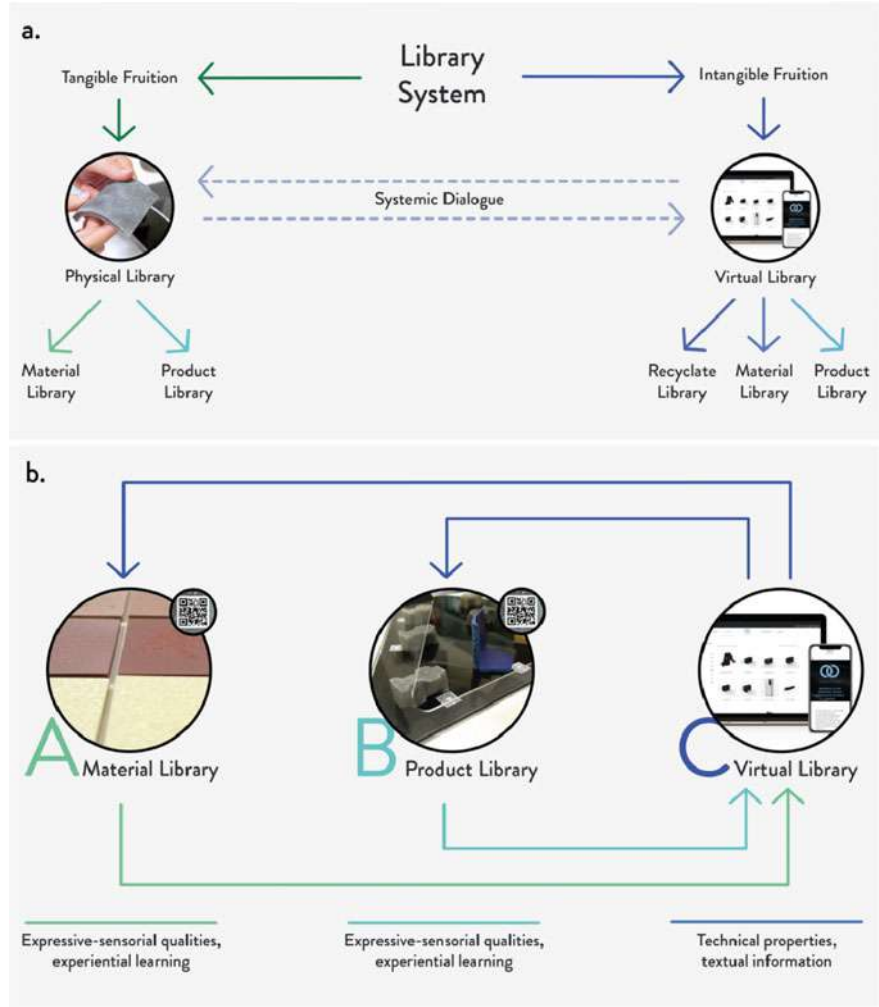 a.
Library
System
Tangible Fruition
Intangible Fruition
Systemic Dialogue
Physical Library
Virtual Library
Material
Library
Product
Library
Recyclate
Library
Material
Library
Product
Library
b.
A Material Library
B Product Library
C Virtual Library
Expressive-sorial qualities,
experiential learning
Expressive-sensorial qualities,
experiential learning
Technical properties,
textual information